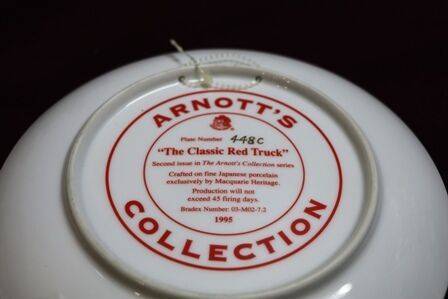 ARNOTT'S
Plate Number 448C
"The Classic Red Truck"
Second issue in The Arnott's Collection series
Crafted on fine Japanese porcelain
exclusively by Macquarie Heritage.
Production will not
exceed 45 firing days.
Bradex Number: 03-M02-7.2
1995
COLLECTION